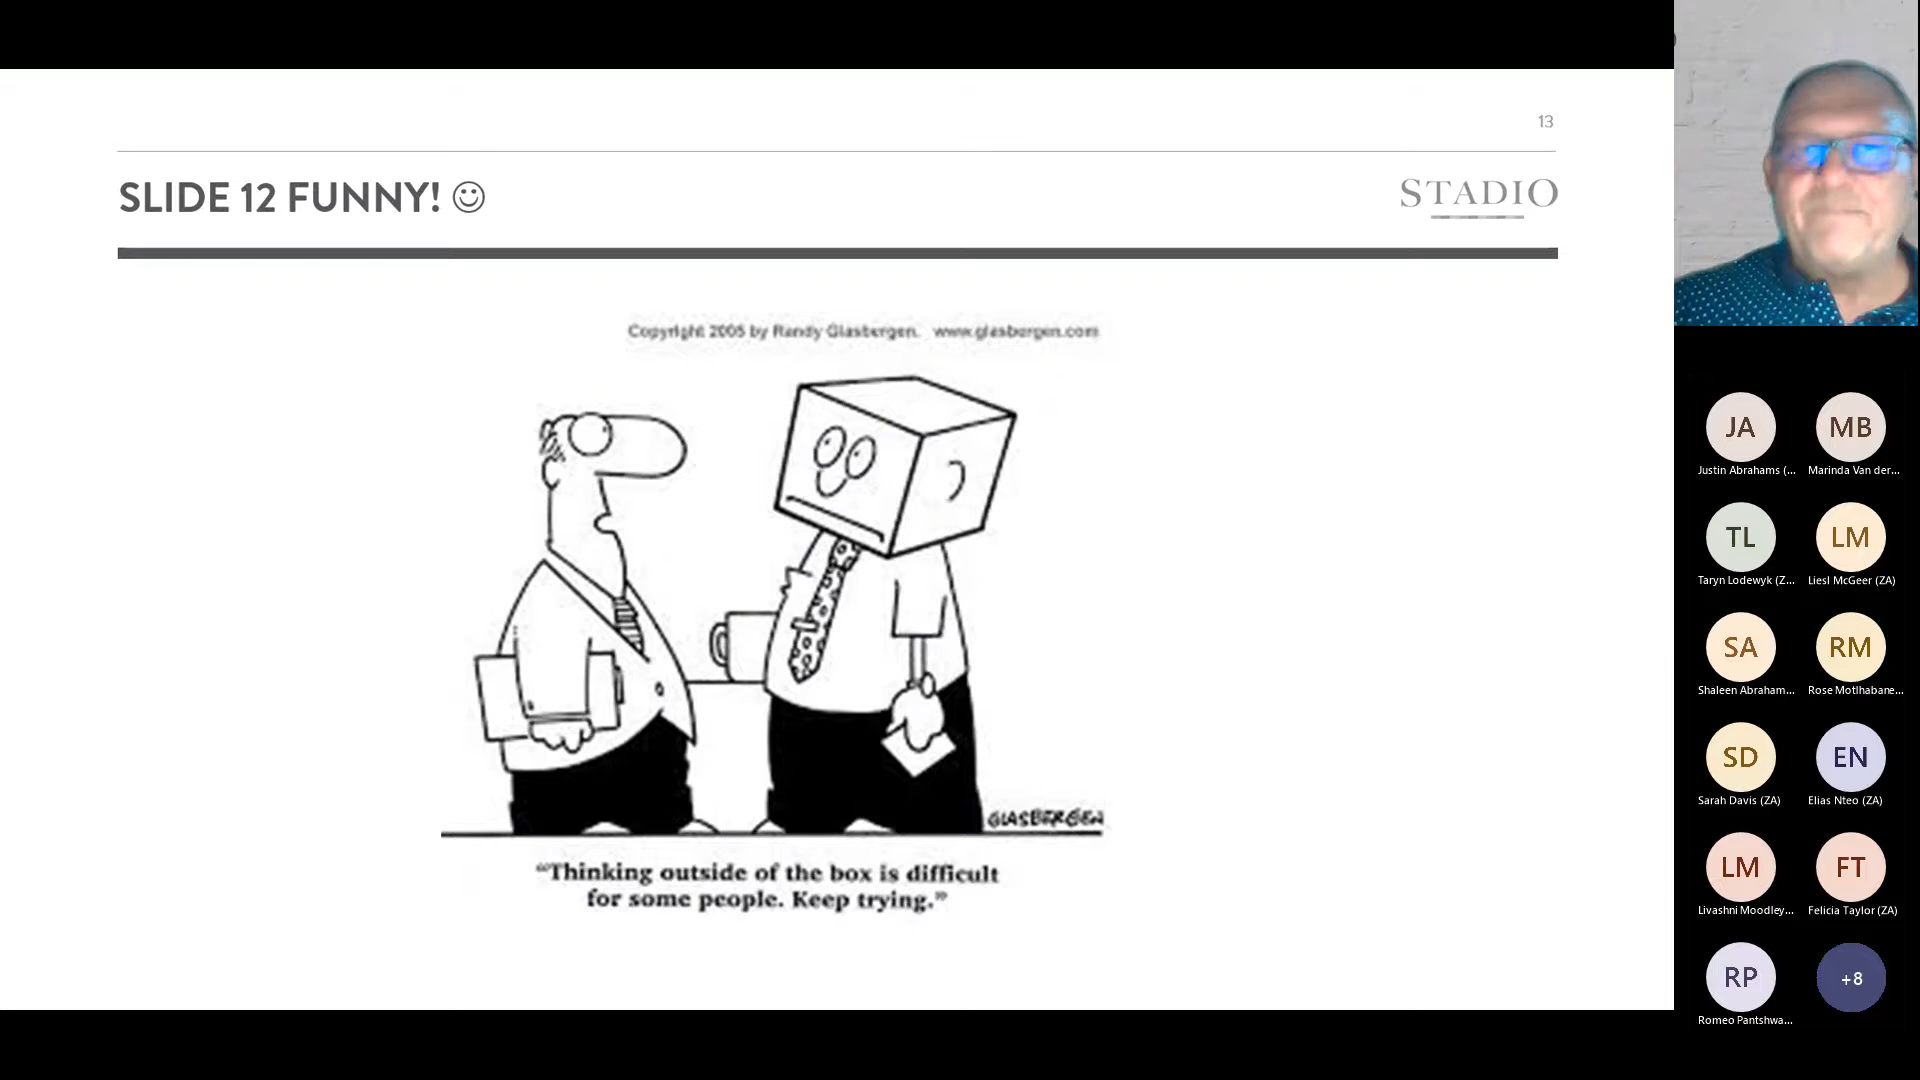 13
SLIDE 12 FUNNY! ☺
STADIO
Copyright 2005 by Randy Glasbergen. www.glasbergen.com
GLASBERGEN
"Thinking outside of the box is difficult
for some people. Keep trying."
JA
MB
Justin Abrahams (...
Marinda Van der...
TL
LM
Taryn Lodewyk (Z...
Liesl McGeer (ZA)
SA
RM
Shaleen Abraham...
Rose Motlhabane...
SD
EN
Sarah Davis (ZA)
Elias Nteo (ZA)
LM
FT
Livashni Moodley...
Felicia Taylor (ZA)
RP
+8
Romeo Pantshwa...